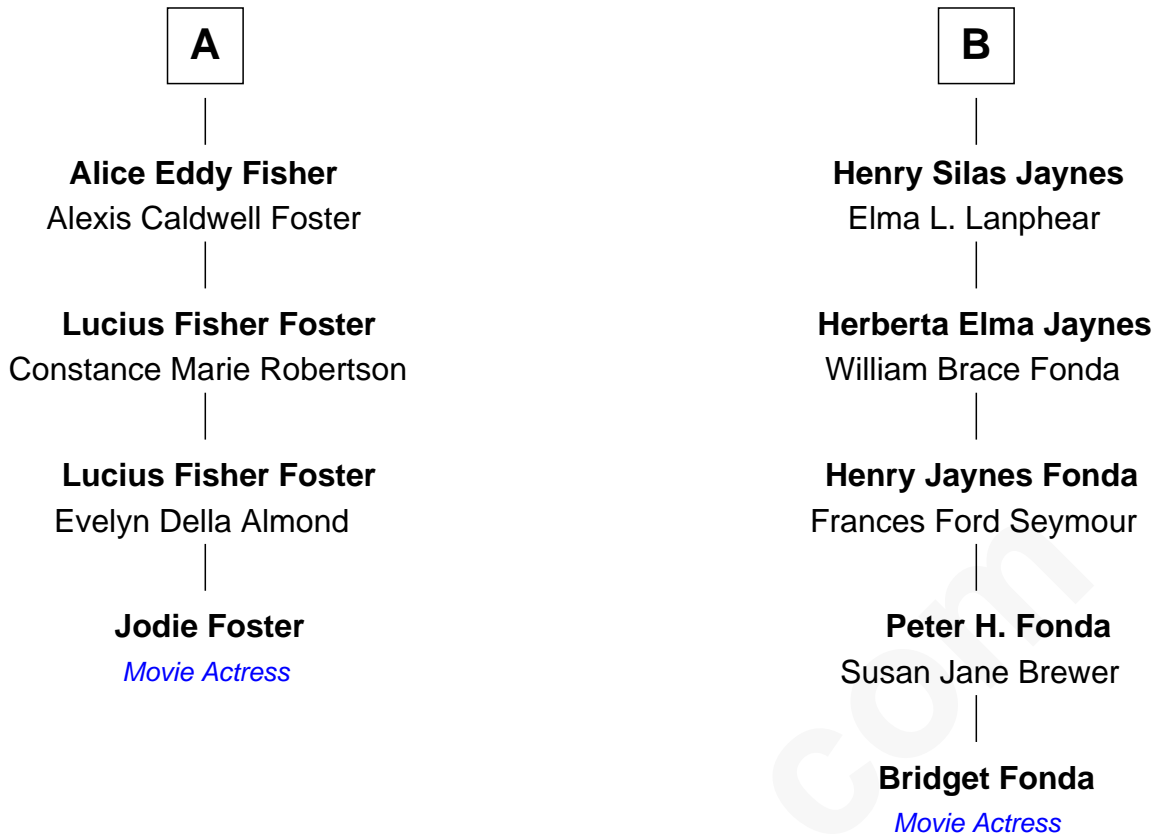 A
Alice Eddy Fisher
Alexis Caldwell Foster
Lucius Fisher Foster
Constance Marie Robertson
Lucius Fisher Foster
Evelyn Della Almond
Jodie Foster
Movie Actress
B
Henry Silas Jaynes
Elma L. Lanphear
Herberta Elma Jaynes
William Brace Fonda
Henry Jaynes Fonda
Frances Ford Seymour
Peter H. Fonda
Susan Jane Brewer
Bridget Fonda
Movie Actress
com